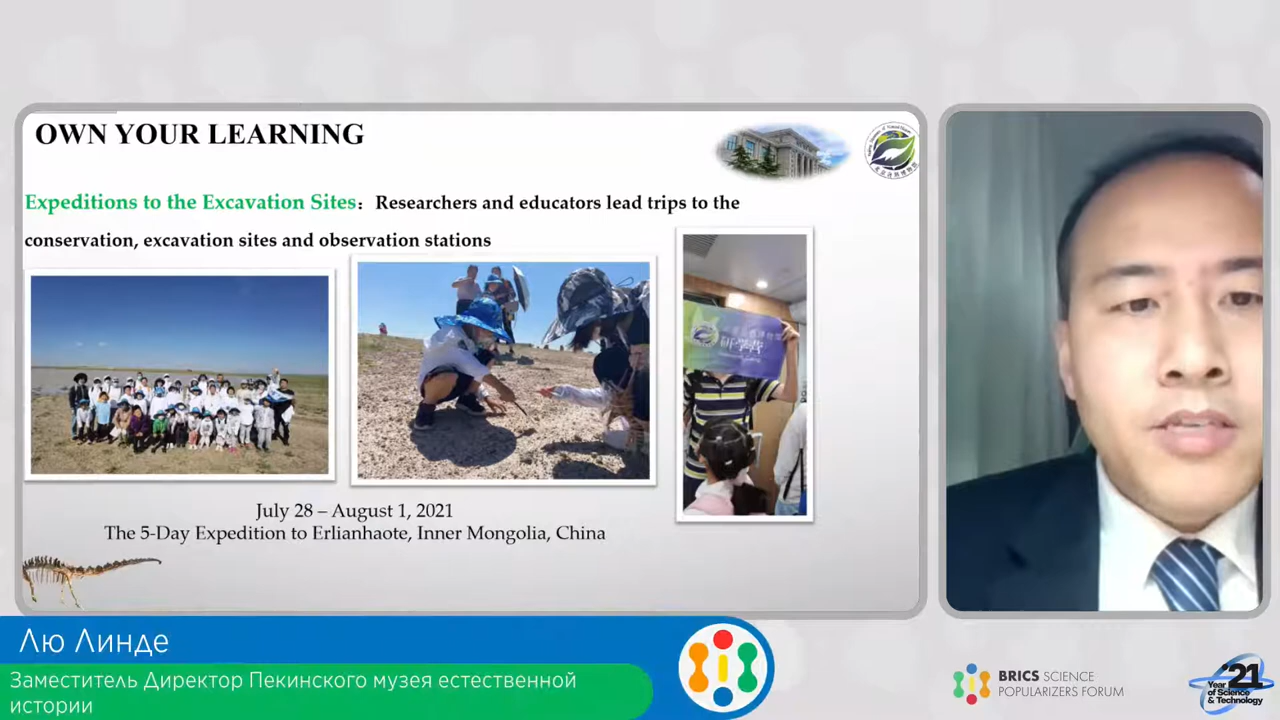 OWN YOUR LEARNING
Expeditions to the Excavation Sites：Researchers and educators lead trips to the
conservation, excavation sites and observation stations
July 28 – August 1, 2021
The 5-Day Expedition to Erlianhaote, Inner Mongolia, China
Лю Линде
Заместитель Директор Пекинского музея естественной
истории
BRICS SCIENCE
POPULARIZERS FORUM
'21
Year
of Science
& Technology